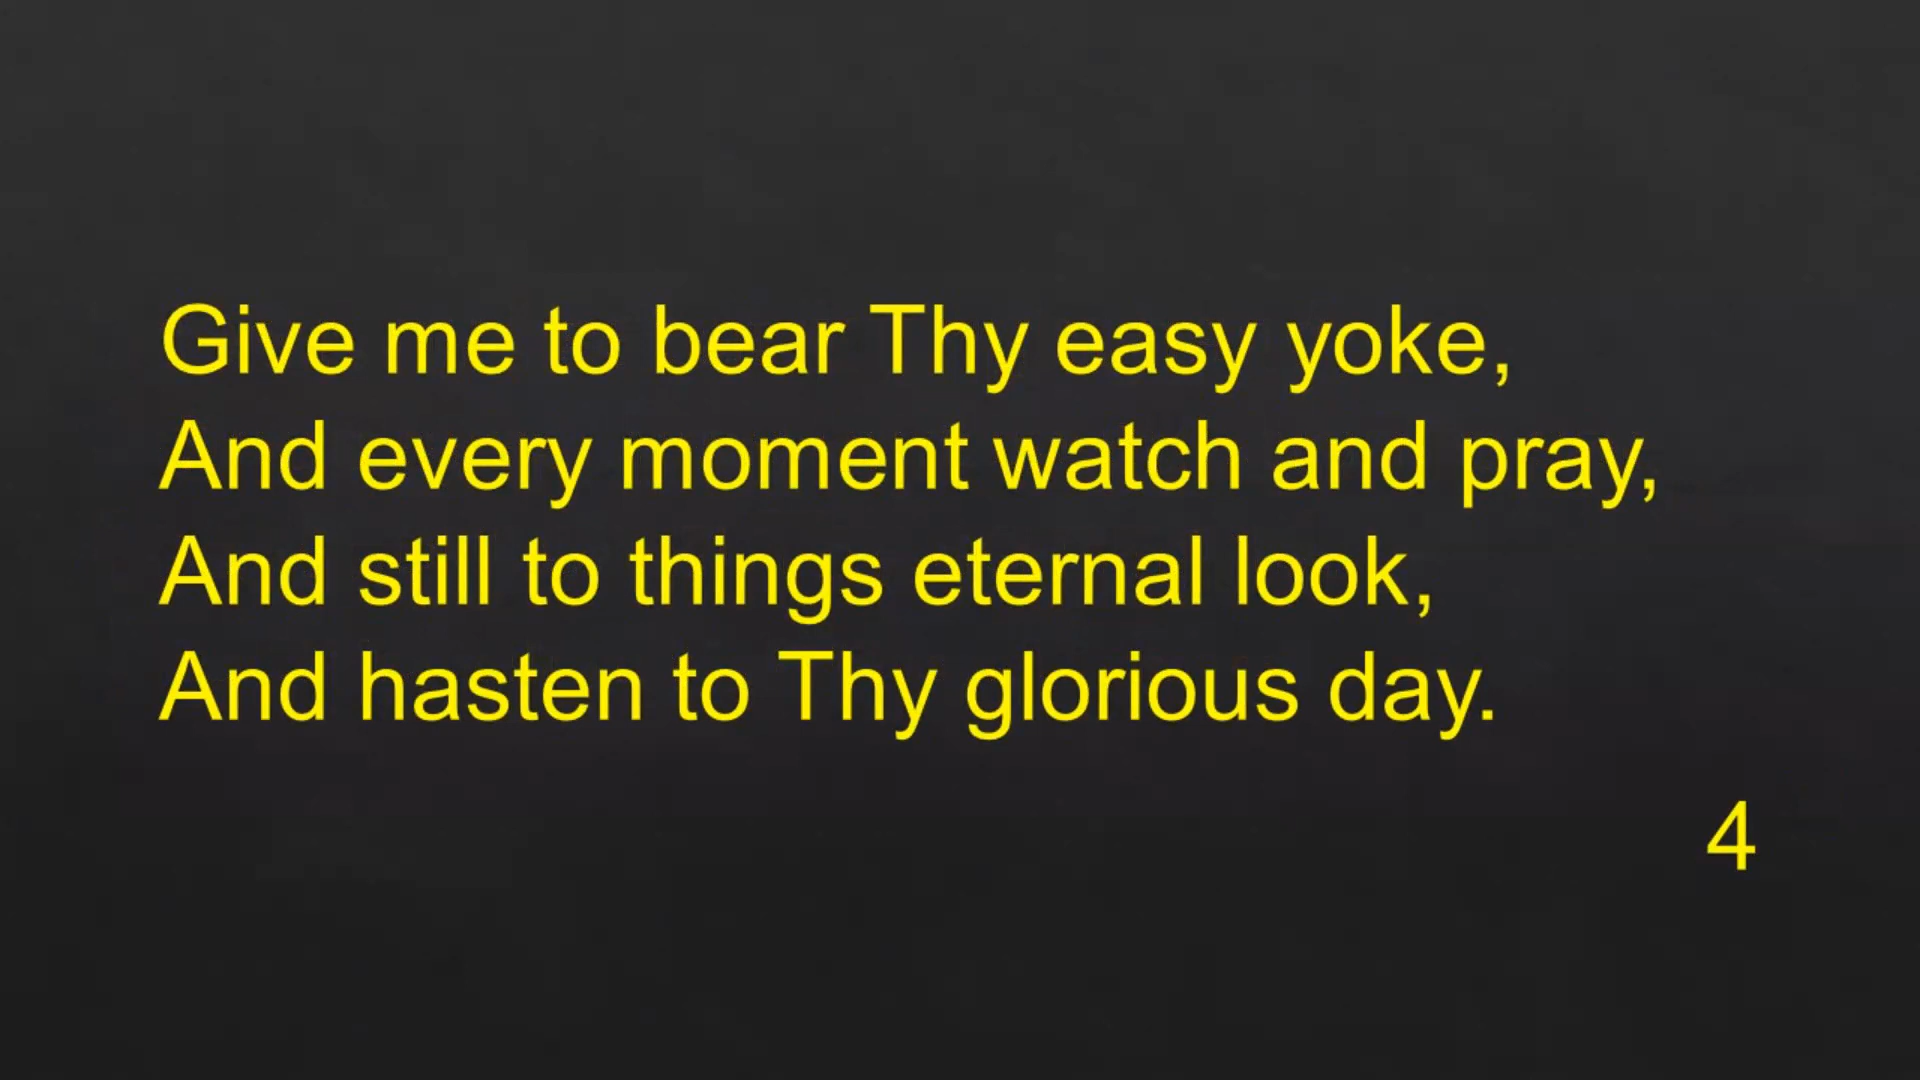 Give me to bear Thy easy yoke,
And every moment watch and pray,
And still to things eternal look,
And hasten to Thy glorious day.
4